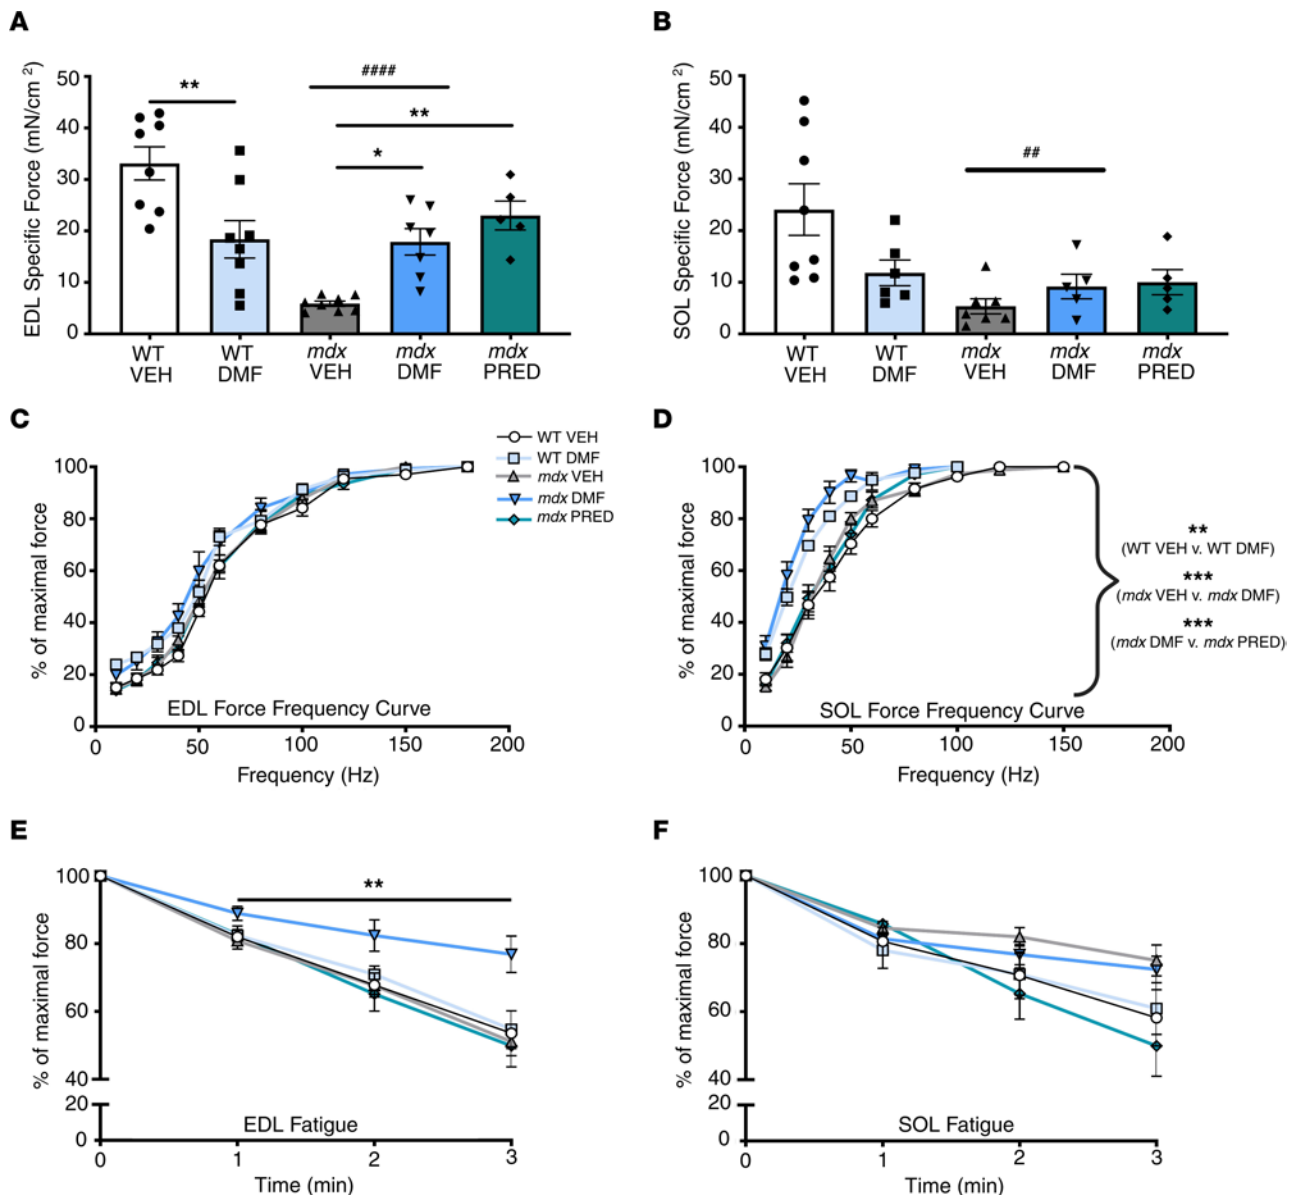 A
EDL Specific Force (mN/cm 2)
50
40
30
20
10
0
**
####
**
*
WT VEH
WT DMF
mdx VEH
mdx DMF
mdx PRED
B
SOL Specific Force (mN/cm 2)
50
40
30
20
10
0
##
WT VEH
WT DMF
mdx VEH
mdx DMF
mdx PRED
C
% of maximal force
100
80
60
40
20
0
WT VEH
WT DMF
mdx VEH
mdx DMF
mdx PRED
EDL Force Frequency Curve
0 50 100 150 200
Frequency (Hz)
D
% of maximal force
100
80
60
40
20
0
**
(WT VEH v. WT DMF)
***
(mdx VEH v. mdx DMF)
***
(mdx DMF v. mdx PRED)
SOL Force Frequency Curve
0 50 100 150 200
Frequency (Hz)
E
% of maximal force
100
80
60
40
20
0
**
EDL Fatigue
0 1 2 3
Time (min)
F
% of maximal force
100
80
60
40
20
0
SOL Fatigue
0 1 2 3
Time (min)